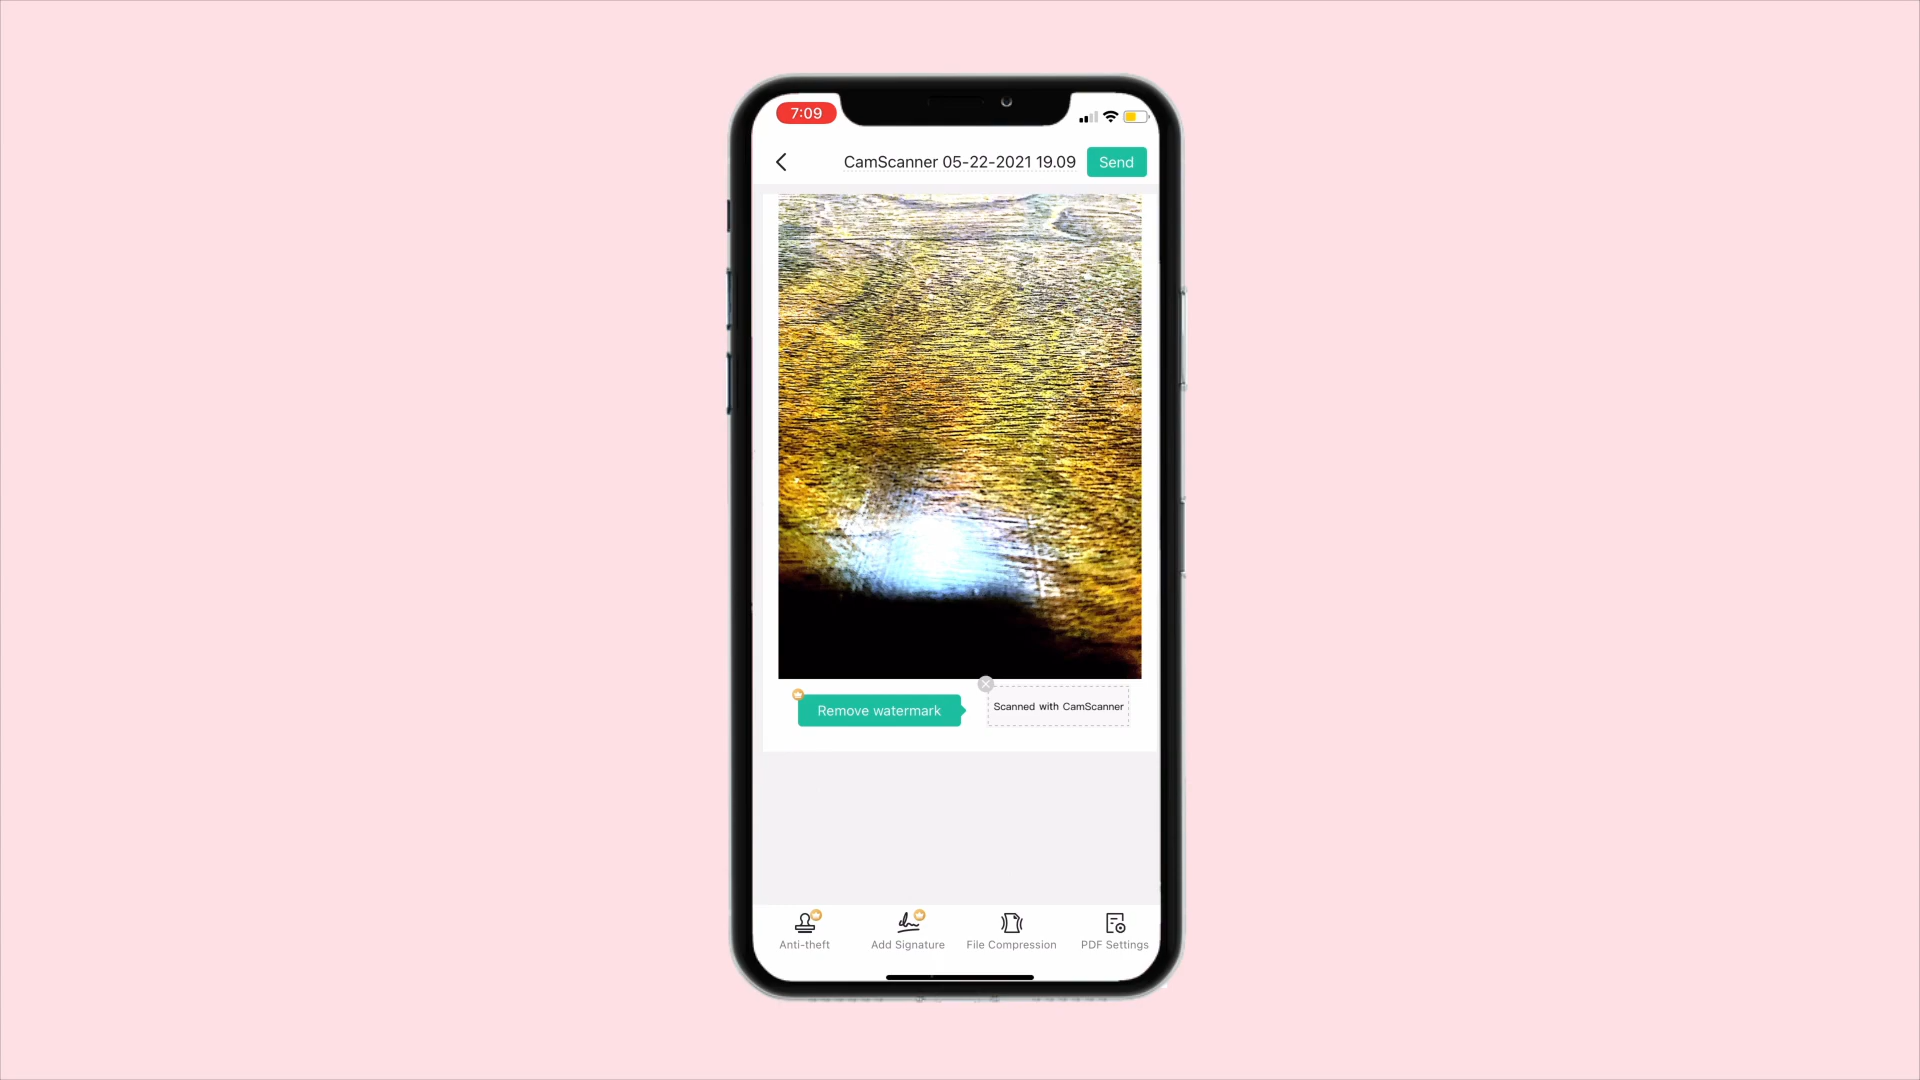 7:09
CamScanner 05-22-2021 19.09
Send
Remove watermark
Scanned with CamScanner
Anti-theft
Add Signature
File Compression
PDF Settings